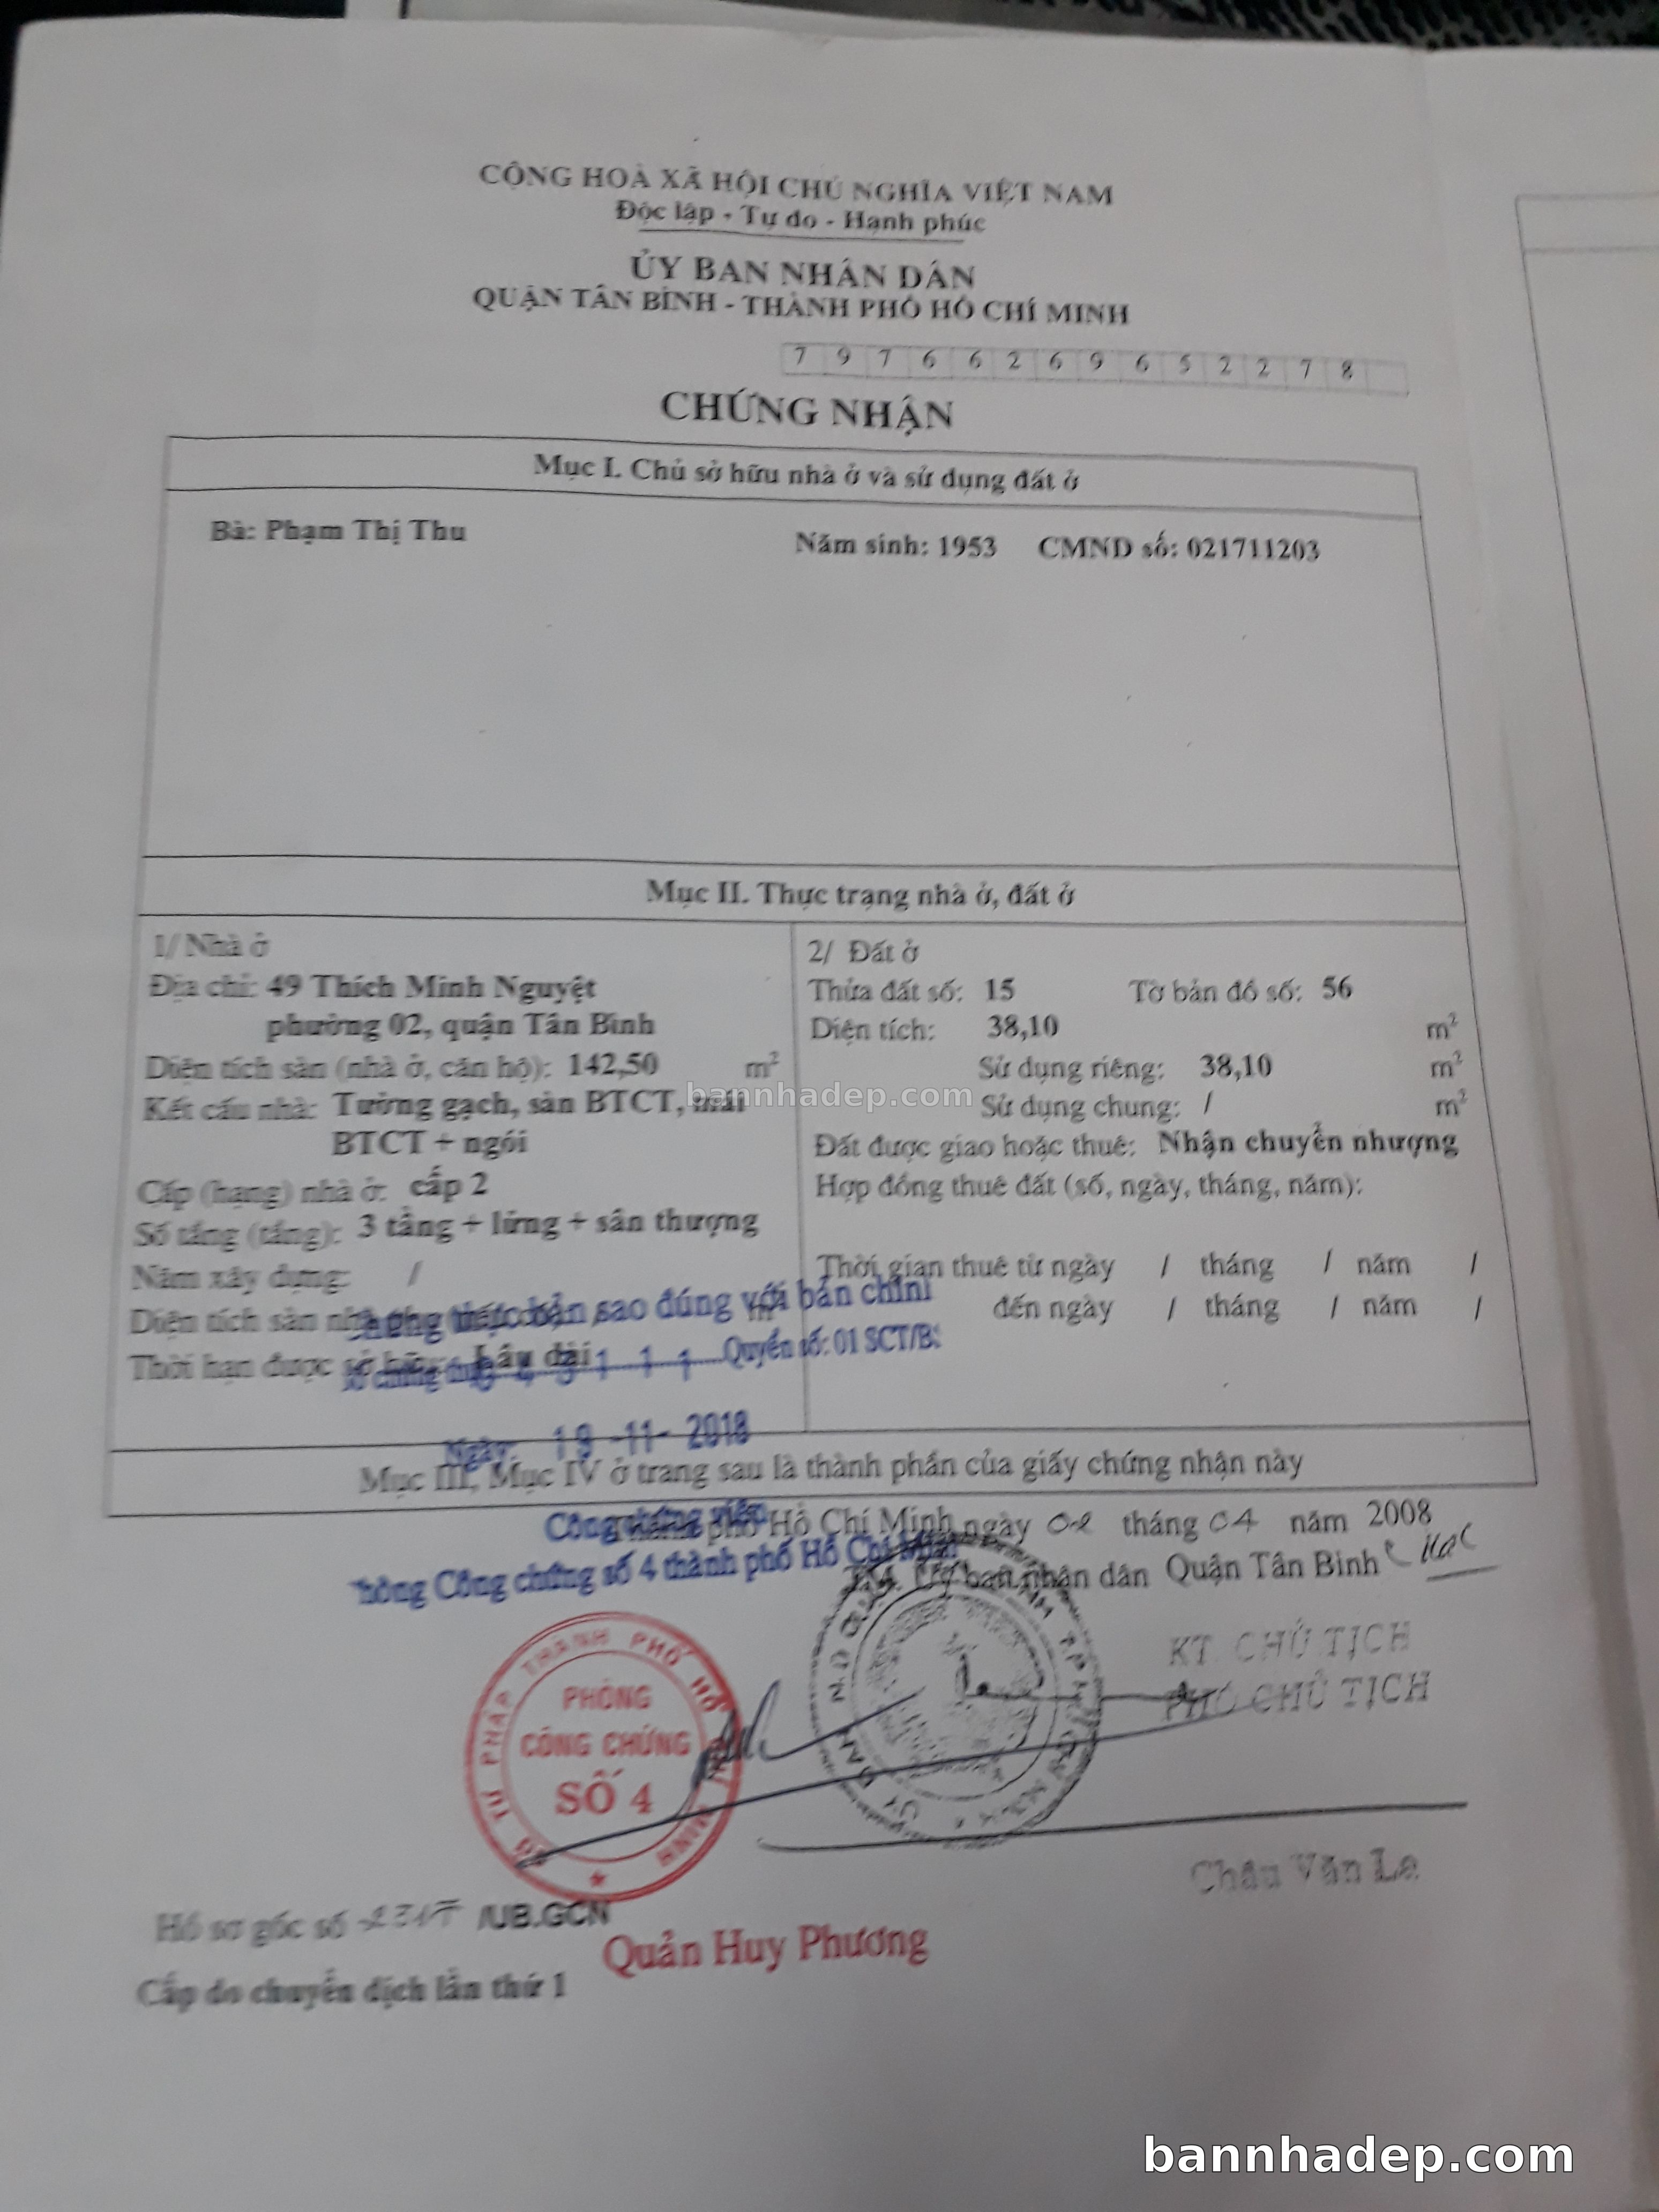 CỘNG HOÀ XÃ HỘI CHỦ NGHĨA VIỆT NAM
Độc lập - Tự do - Hạnh phúc
ỦY BAN NHÂN DÂN
QUẬN TÂN BÌNH - THÀNH PHỐ HỒ CHÍ MINH
7 9 7 6 6 2 6 9 6 5 2 2 7 8
CHỨNG NHẬN
Mục I. Chủ sở hữu nhà ở và sử dụng đất ở
Bà: Phạm Thị Thu Năm sinh: 1953 CMND số: 021711203
Mục II. Thực trạng nhà ở, đất ở
1/ Nhà ở
Địa chỉ: 49 Thích Minh Nguyệt
phường 02, quận Tân Bình
Diện tích sàn (nhà ở, căn hộ): 142,50 m²
Kết cấu nhà: Tường gạch, sàn BTCT, mái
BTCT + ngói
Cấp (hạng) nhà ở: cấp 2
Số tầng (tầng): 3 tầng + lửng + sân thượng
Năm xây dựng: /
Diện tích sàn nhà m²
Thời hạn được sở hữu: Lâu dài
2/ Đất ở
Thửa đất số: 15 Tờ bản đồ số: 56
Diện tích: 38,10 m²
Sử dụng riêng: 38,10 m²
Sử dụng chung: / m²
Đất được giao hoặc thuê: Nhận chuyển nhượng
Hợp đồng thuê đất (số, ngày, tháng, năm):
Thời gian thuê từ ngày / tháng / năm /
đến ngày / tháng / năm /
thực bản sao đúng với bản chính
Quyển số: 01 SCT/BS
Ngày: 19-11-2018
Mục III, Mục IV ở trang sau là thành phần của giấy chứng nhận này
Công chứng viên
phố Hồ Chí Minh ngày 02 tháng 04 năm 2008
Phòng Công chứng số 4 thành phố Hồ Chí Minh
TM. Uỷ ban nhân dân Quận Tân Bình
KT. CHỦ TỊCH
PHÓ CHỦ TỊCH
TƯ PHÁP THÀNH PHỐ HỒ MINH
PHÒNG
CÔNG CHỨNG
SỐ 4
Châu Văn La
Hồ sơ gốc số /UB.GCN
Quản Huy Phương
Cấp do chuyển dịch lần thứ 1
bannhadep.com
bannhadep.com